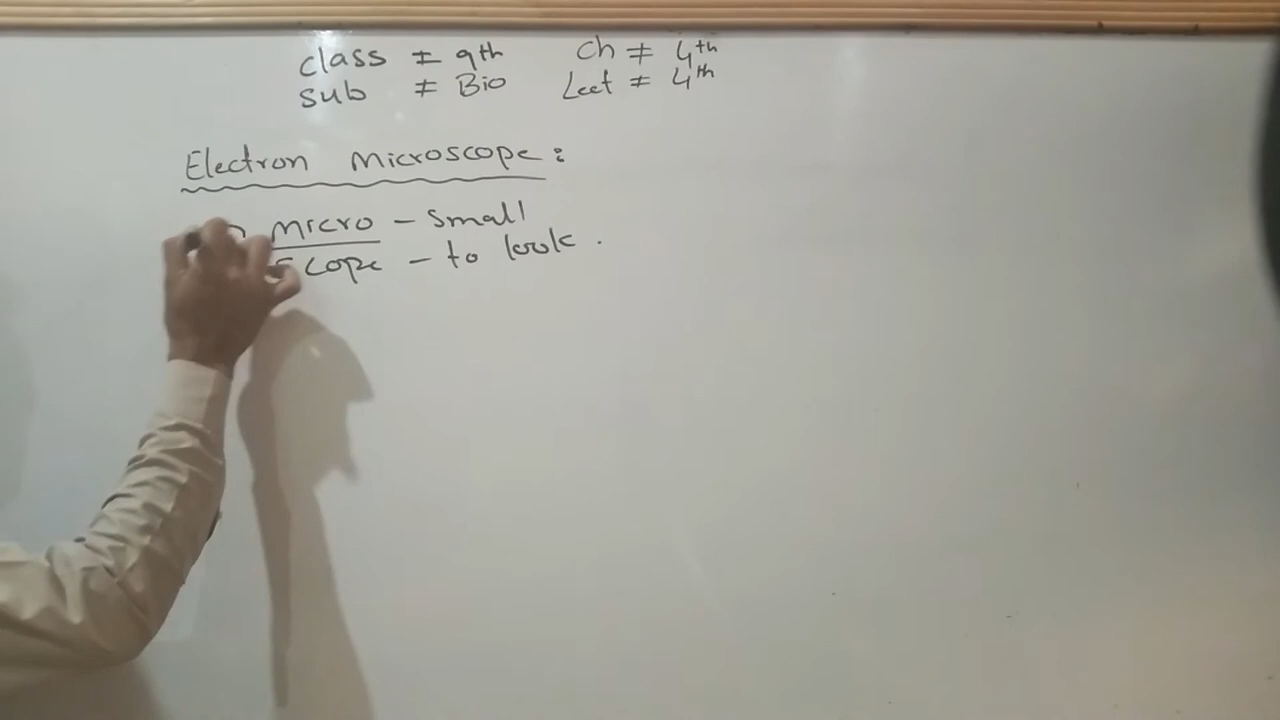 class ≠ 9th Ch ≠ 4th
sub ≠ Bio Lect ≠ 4th
Electron Microscope:
Micro - Small
Scope - to look.